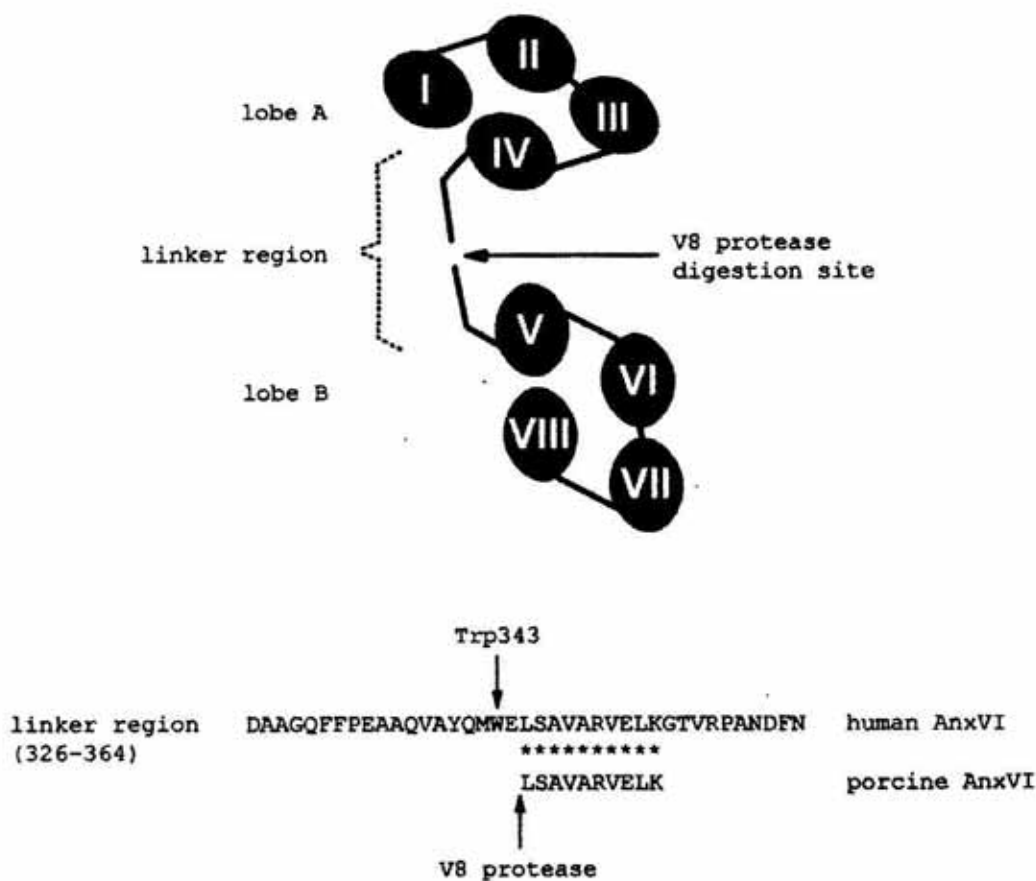 II
I
lobe A
III
IV
linker region
V8 protease
digestion site
V
VI
lobe B
VIII
VII
Trp343
linker region DAAGQFFPEAAQVAYQMWELSAVARVELKGTVRPANDFN human AnxVI
(326-364) **********
LSAVARVELK porcine AnxVI
V8 protease